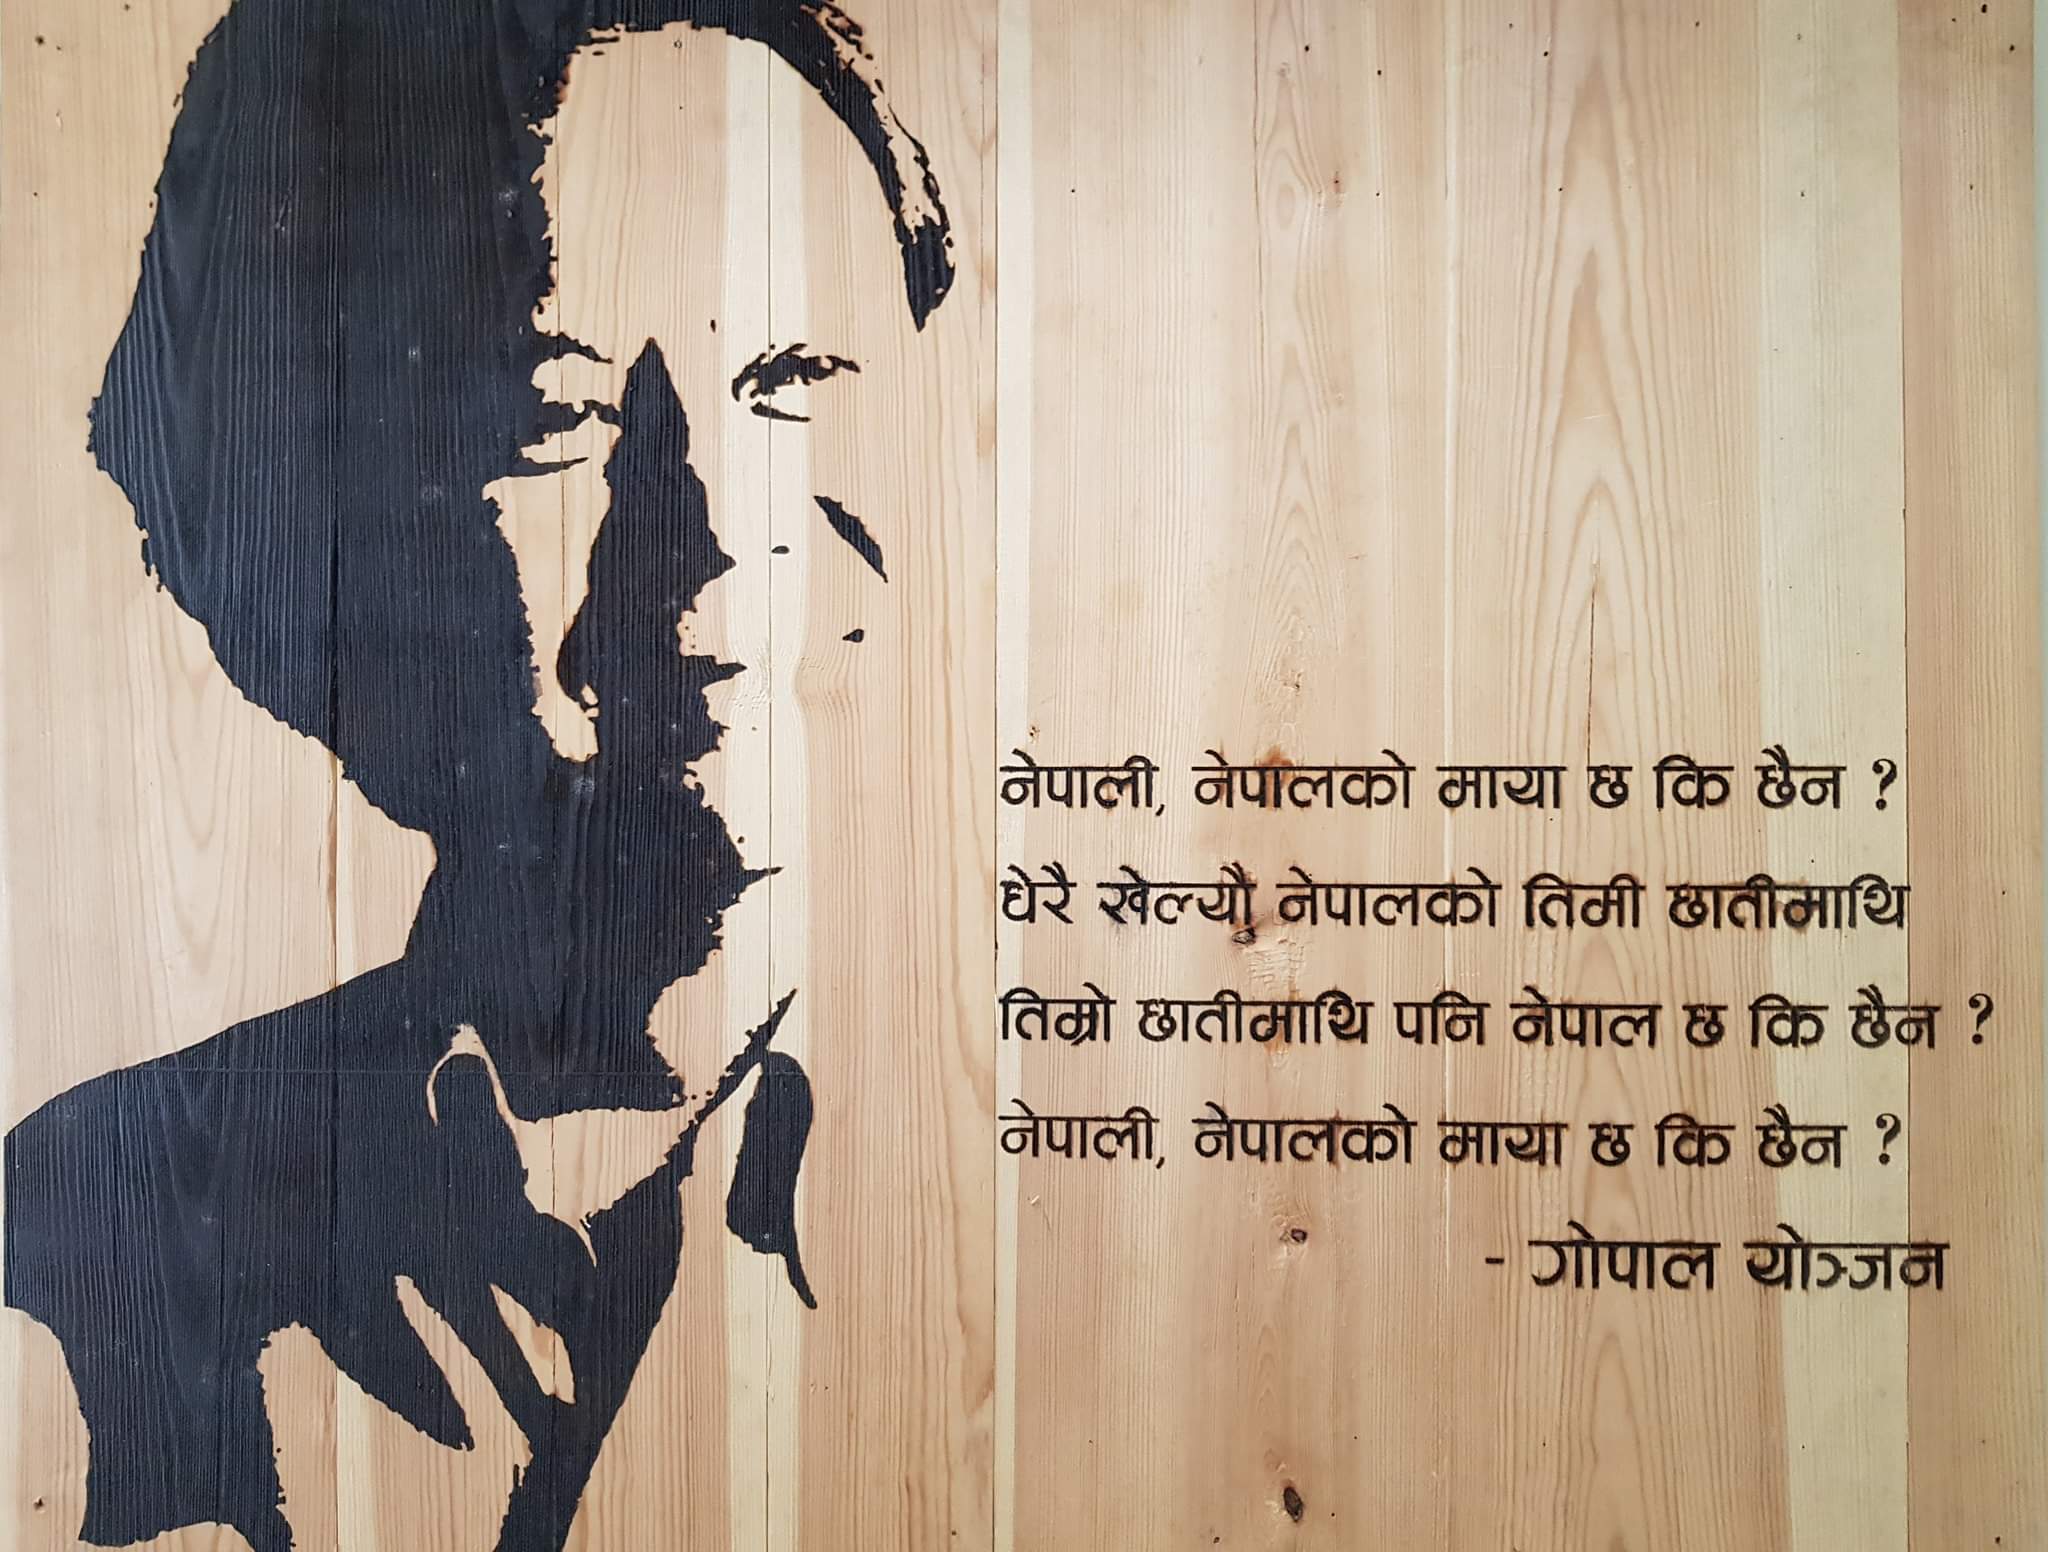 नेपाली, नेपालको माया छ कि छैन ?
धेरै खेल्यौ नेपालको तिमी छातीमाथि
तिम्रो छातीमाथि पनि नेपाल छ कि छैन ?
नेपाली, नेपालको माया छ कि छैन ?
- गोपाल योञ्जन